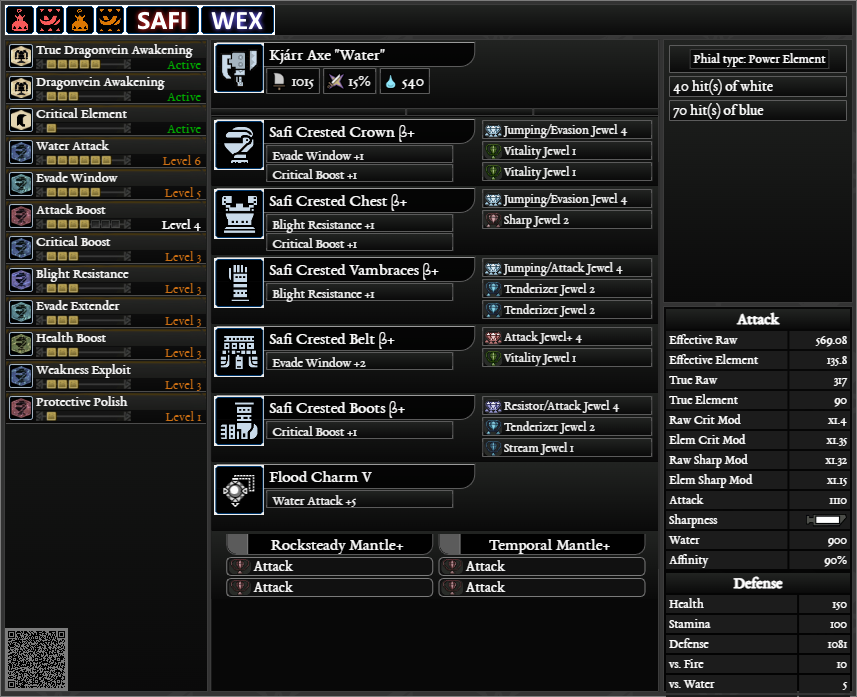 SAFI WEX
True Dragonvein Awakening
Active
Dragonvein Awakening
Active
Critical Element
Active
Water Attack
Level 6
Evade Window
Level 5
Attack Boost
Level 4
Critical Boost
Level 3
Blight Resistance
Level 3
Evade Extender
Level 3
Health Boost
Level 3
Weakness Exploit
Level 3
Protective Polish
Level 1
Kjárr Axe "Water"
1015 15% 540
Safi Crested Crown β+
Evade Window +1
Critical Boost +1
Jumping/Evasion Jewel 4
Vitality Jewel 1
Vitality Jewel 1
Safi Crested Chest β+
Blight Resistance +1
Critical Boost +1
Jumping/Evasion Jewel 4
Sharp Jewel 2
Safi Crested Vambraces β+
Blight Resistance +1
Jumping/Attack Jewel 4
Tenderizer Jewel 2
Tenderizer Jewel 2
Safi Crested Belt β+
Evade Window +2
Attack Jewel+ 4
Vitality Jewel 1
Safi Crested Boots β+
Critical Boost +1
Resistor/Attack Jewel 4
Tenderizer Jewel 2
Stream Jewel 1
Flood Charm V
Water Attack +5
Rocksteady Mantle+
Attack
Attack
Temporal Mantle+
Attack
Attack
Phial type: Power Element
40 hit(s) of white
70 hit(s) of blue
Attack
Effective Raw 569.08
Effective Element 135.8
True Raw 317
True Element 90
Raw Crit Mod x1.4
Elem Crit Mod x1.35
Raw Sharp Mod x1.32
Elem Sharp Mod x1.15
Attack 1110
Sharpness
Water 900
Affinity 90%
Defense
Health 150
Stamina 100
Defense 1081
vs. Fire 10
vs. Water 5